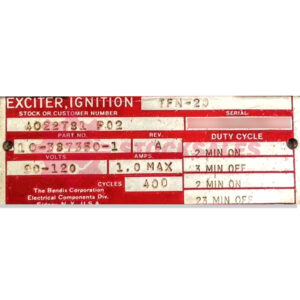 EXCITER, IGNITION TFN-20
STOCK OR CUSTOMER NUMBER SERIAL
4022781 F02
PART NO. REV. DUTY CYCLE
10-387350-1 A 2 MIN ON
VOLTS AMPS. 3 MIN OFF
90-120 1.0 MAX
CYCLES 400 2 MIN ON
The Bendix Corporation
Electrical Components Div. 23 MIN OFF
Sidney, N.Y., U.S.A.